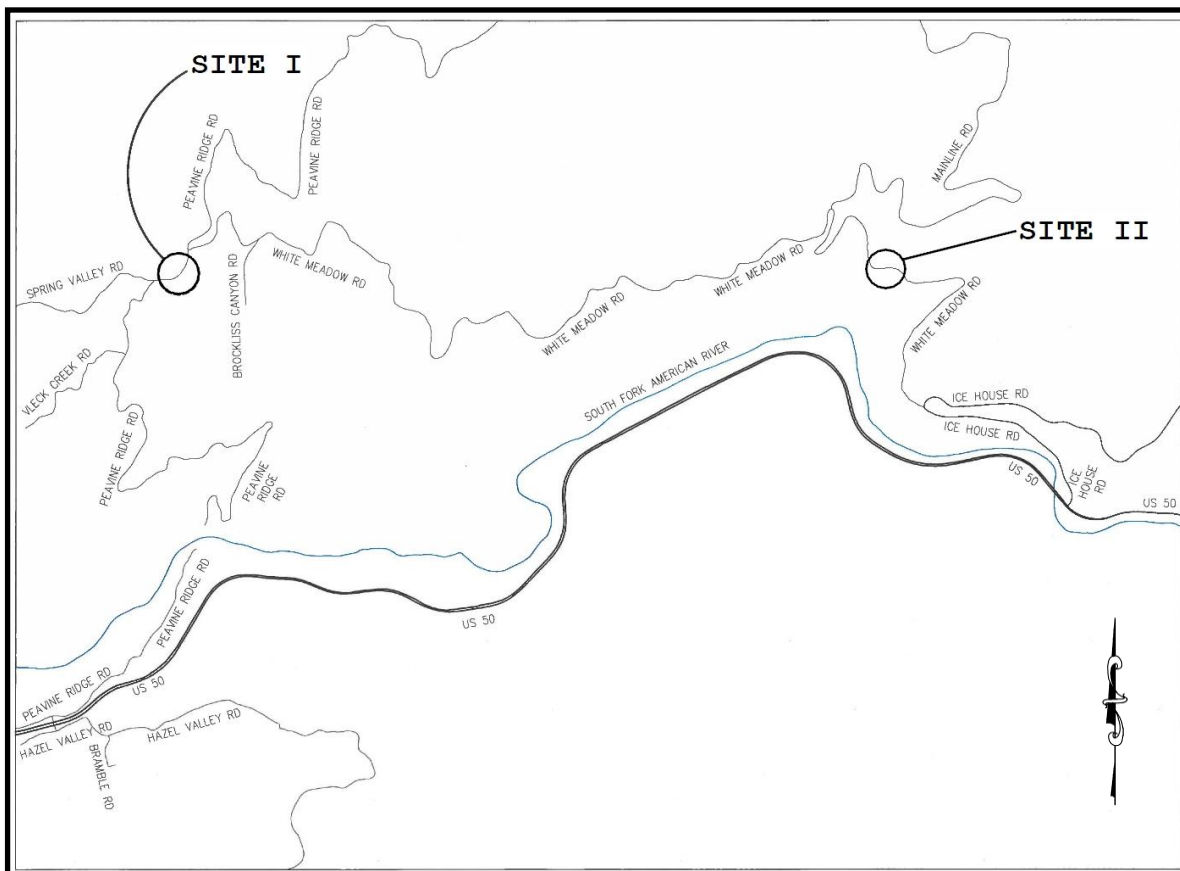 SITE I
PEAVINE RIDGE RD
PEAVINE RIDGE RD
MAINLINE RD
SITE II
SPRING VALLEY RD
BROCKLISS CANYON RD
WHITE MEADOW RD
WHITE MEADOW RD
WHITE MEADOW RD
WHITE MEADOW RD
VLECK CREEK RD
SOUTH FORK AMERICAN RIVER
ICE HOUSE RD
ICE HOUSE RD
ICE HOUSE RD
PEAVINE RIDGE RD
PEAVINE RIDGE RD
US 50
US 50
PEAVINE RIDGE RD
US 50
PEAVINE RIDGE RD
US 50
HAZEL VALLEY RD
HAZEL VALLEY RD
BRAMBLE RD